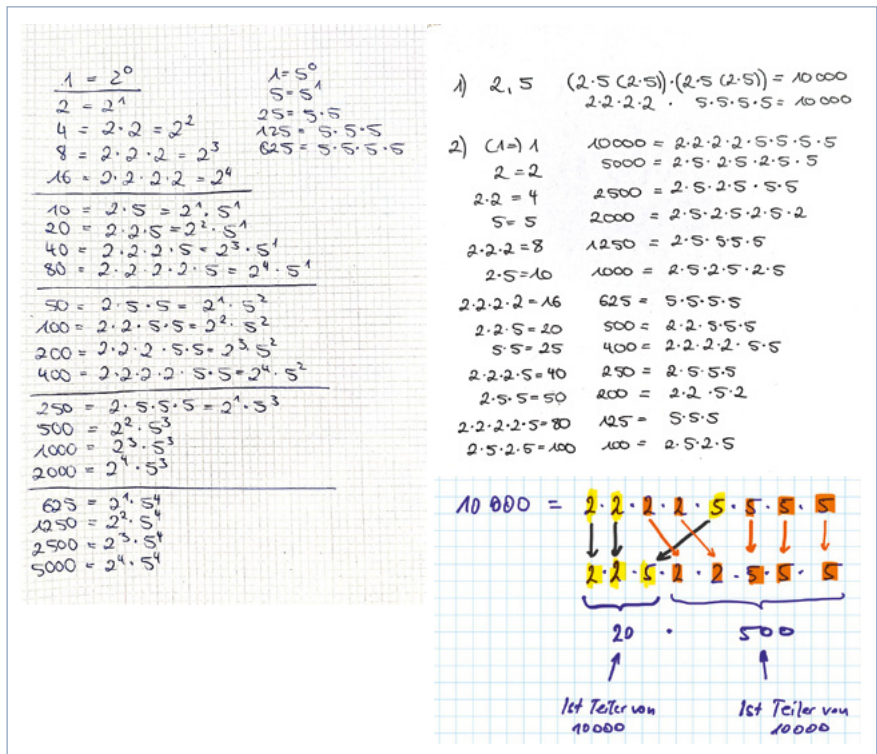 1 = 2⁰
2 = 2¹
4 = 2·2 = 2²
8 = 2·2·2 = 2³
16 = 2·2·2·2 = 2⁴
1 = 5⁰
5 = 5¹
25 = 5·5
125 = 5·5·5
625 = 5·5·5·5
10 = 2·5 = 2¹·5¹
20 = 2·2·5 = 2²·5¹
40 = 2·2·2·5 = 2³·5¹
80 = 2·2·2·2·5 = 2⁴·5¹
50 = 2·5·5 = 2¹·5²
100 = 2·2·5·5 = 2²·5²
200 = 2·2·2·5·5 = 2³·5²
400 = 2·2·2·2·5·5 = 2⁴·5²
250 = 2·5·5·5 = 2¹·5³
500 = 2²·5³
1000 = 2³·5³
2000 = 2⁴·5³
625 = 2¹·5⁴
1250 = 2²·5⁴
2500 = 2³·5⁴
5000 = 2⁴·5⁴
1) 2,5 (2·5(2·5))·(2·5(2·5)) = 10000
2·2·2·2 · 5·5·5·5 = 10000
2) (1=) 1 10000 = 2·2·2·2·5·5·5·5
2 = 2 5000 = 2·5·2·5·2·5·5
2·2 = 4 2500 = 2·5·2·5·5·5
5 = 5 2000 = 2·5·2·5·2·5·2
2·2·2 = 8 1250 = 2·5·5·5·5
2·5 = 10 1000 = 2·5·2·5·2·5
2·2·2·2 = 16 625 = 5·5·5·5
2·2·5 = 20 500 = 2·2·5·5·5
5·5 = 25 400 = 2·2·2·2·5·5
2·2·2·5 = 40 250 = 2·5·5·5
2·5·5 = 50 200 = 2·2·5·2
2·2·2·2·5 = 80 125 = 5·5·5
2·5·2·5 = 100 100 = 2·5·2·5
10 000 = 2·2·2·2·5·5·5·5
2·2·5·2·2·5·5·5
20 · 500
Ist Teiler von Ist Teiler von
10000 10000